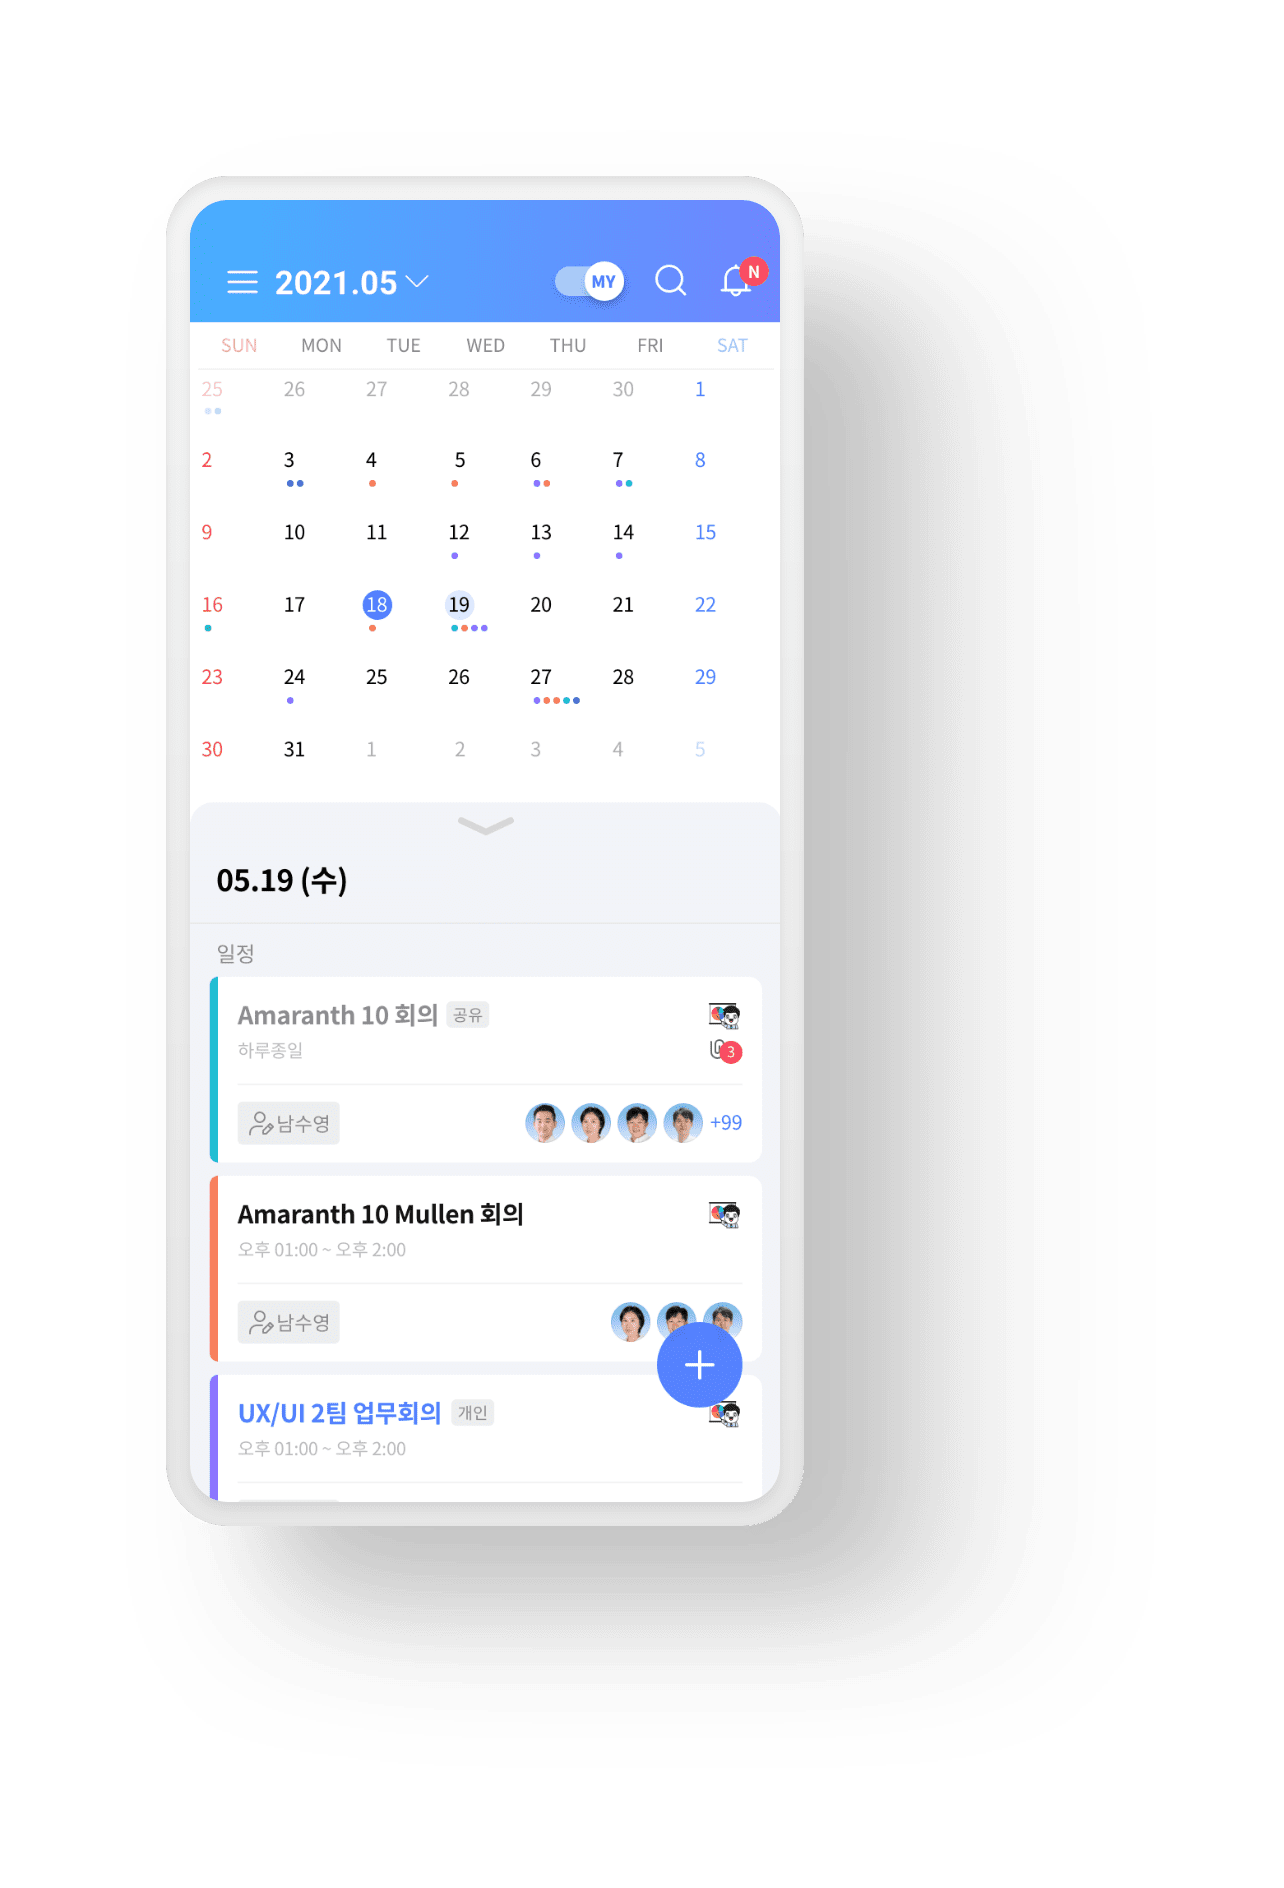 2021.05 MY N
SUN MON TUE WED THU FRI SAT
25 26 27 28 29 30 1
2 3 4 5 6 7 8
9 10 11 12 13 14 15
16 17 18 19 20 21 22
23 24 25 26 27 28 29
30 31 1 2 3 4 5
05.19 (수)
일정
Amaranth 10 회의 공유
하루종일 3
남수영 +99
Amaranth 10 Mullen 회의
오후 01:00 ~ 오후 2:00
남수영
UX/UI 2팀 업무회의 개인
오후 01:00 ~ 오후 2:00